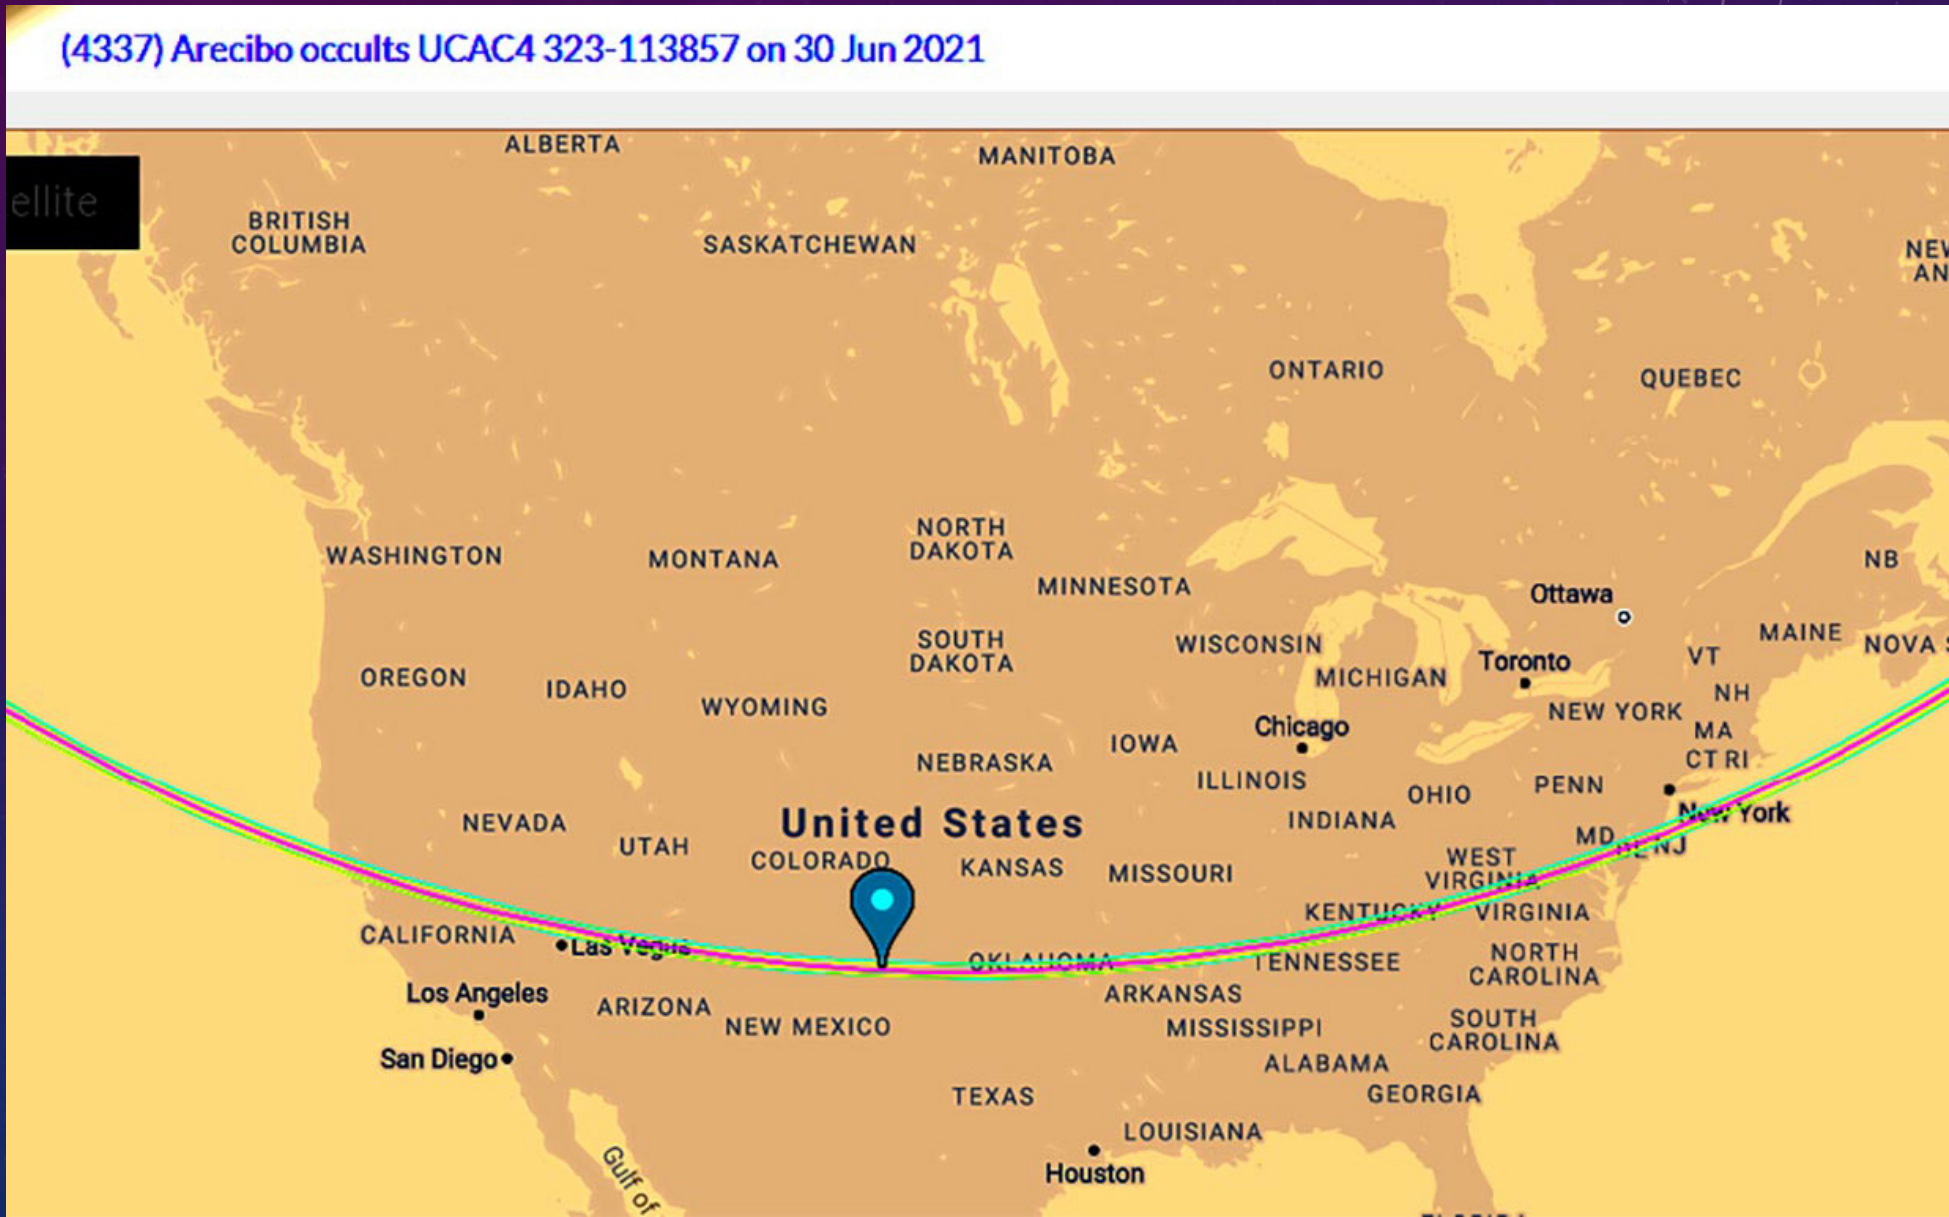 (4337) Arecibo occults UCAC4 323-113857 on 30 Jun 2021
ALBERTA
MANITOBA
ellite
BRITISH
COLUMBIA
SASKATCHEWAN
NEW
AN
ONTARIO
QUEBEC
NORTH
DAKOTA
WASHINGTON
MONTANA
NB
MINNESOTA
Ottawa
SOUTH
DAKOTA
WISCONSIN
MAINE
NOVA
VT
Toronto
OREGON
IDAHO
MICHIGAN
NH
WYOMING
NEW YORK
Chicago
MA
IOWA
NEBRASKA
CT RI
ILLINOIS
PENN
OHIO
New York
NEVADA
United States
INDIANA
MD
UTAH
NJ
COLORADO
KANSAS
MISSOURI
WEST
VIRGINIA
KENTUCKY
VIRGINIA
CALIFORNIA
Las Vegas
OKLAHOMA
TENNESSEE
NORTH
CAROLINA
Los Angeles
ARIZONA
ARKANSAS
NEW MEXICO
MISSISSIPPI
SOUTH
CAROLINA
San Diego
ALABAMA
TEXAS
GEORGIA
LOUISIANA
Houston
Gulf of